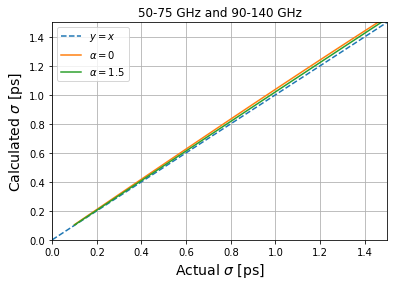 50-75 GHz and 90-140 GHz
y = x
α = 0
α = 1.5
Calculated σ [ps]
1.4
1.2
1.0
0.8
0.6
0.4
0.2
0.0
0.0 0.2 0.4 0.6 0.8 1.0 1.2 1.4
Actual σ [ps]